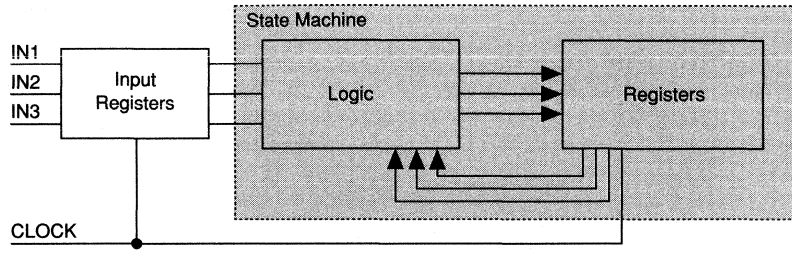 State Machine
IN1
IN2
IN3
Input
Registers
Logic
Registers
CLOCK